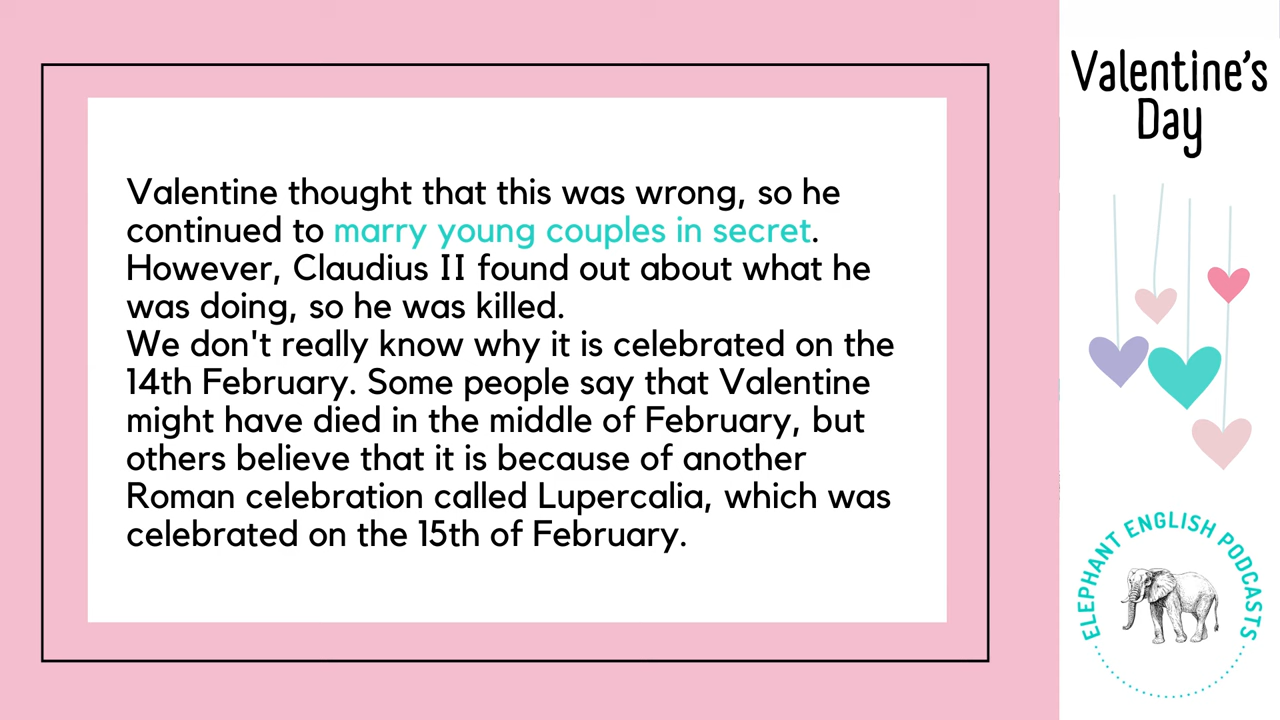 Valentine thought that this was wrong, so he
continued to marry young couples in secret.
However, Claudius II found out about what he
was doing, so he was killed.
We don't really know why it is celebrated on the
14th February. Some people say that Valentine
might have died in the middle of February, but
others believe that it is because of another
Roman celebration called Lupercalia, which was
celebrated on the 15th of February.
Valentine's
Day
ELEPHANT ENGLISH PODCASTS